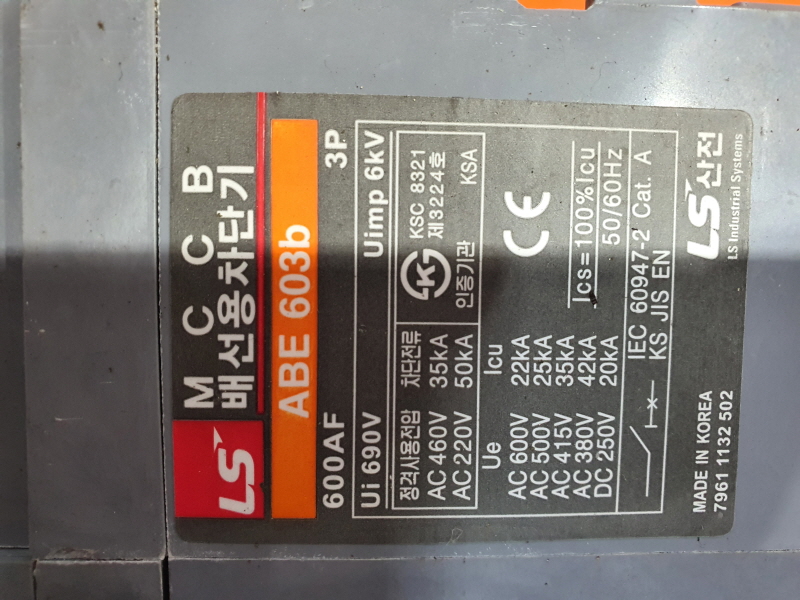 LS
M C C B
배선용차단기
ABE 603b
600AF 3P
Ui 690V Uimp 6kV
정격사용전압 차단전류
AC 460V 35kA
AC 220V 50kA
KSC 8321
제3224호
인증기관 KSA
Ue Icu
AC 600V 22kA
AC 500V 25kA
AC 415V 35kA
AC 380V 42kA
DC 250V 20kA
CE
Ics=100%Icu
50/60Hz
IEC 60947-2 Cat. A
KS JIS EN
MADE IN KOREA
7961 1132 502
LS산전
LS Industrial Systems